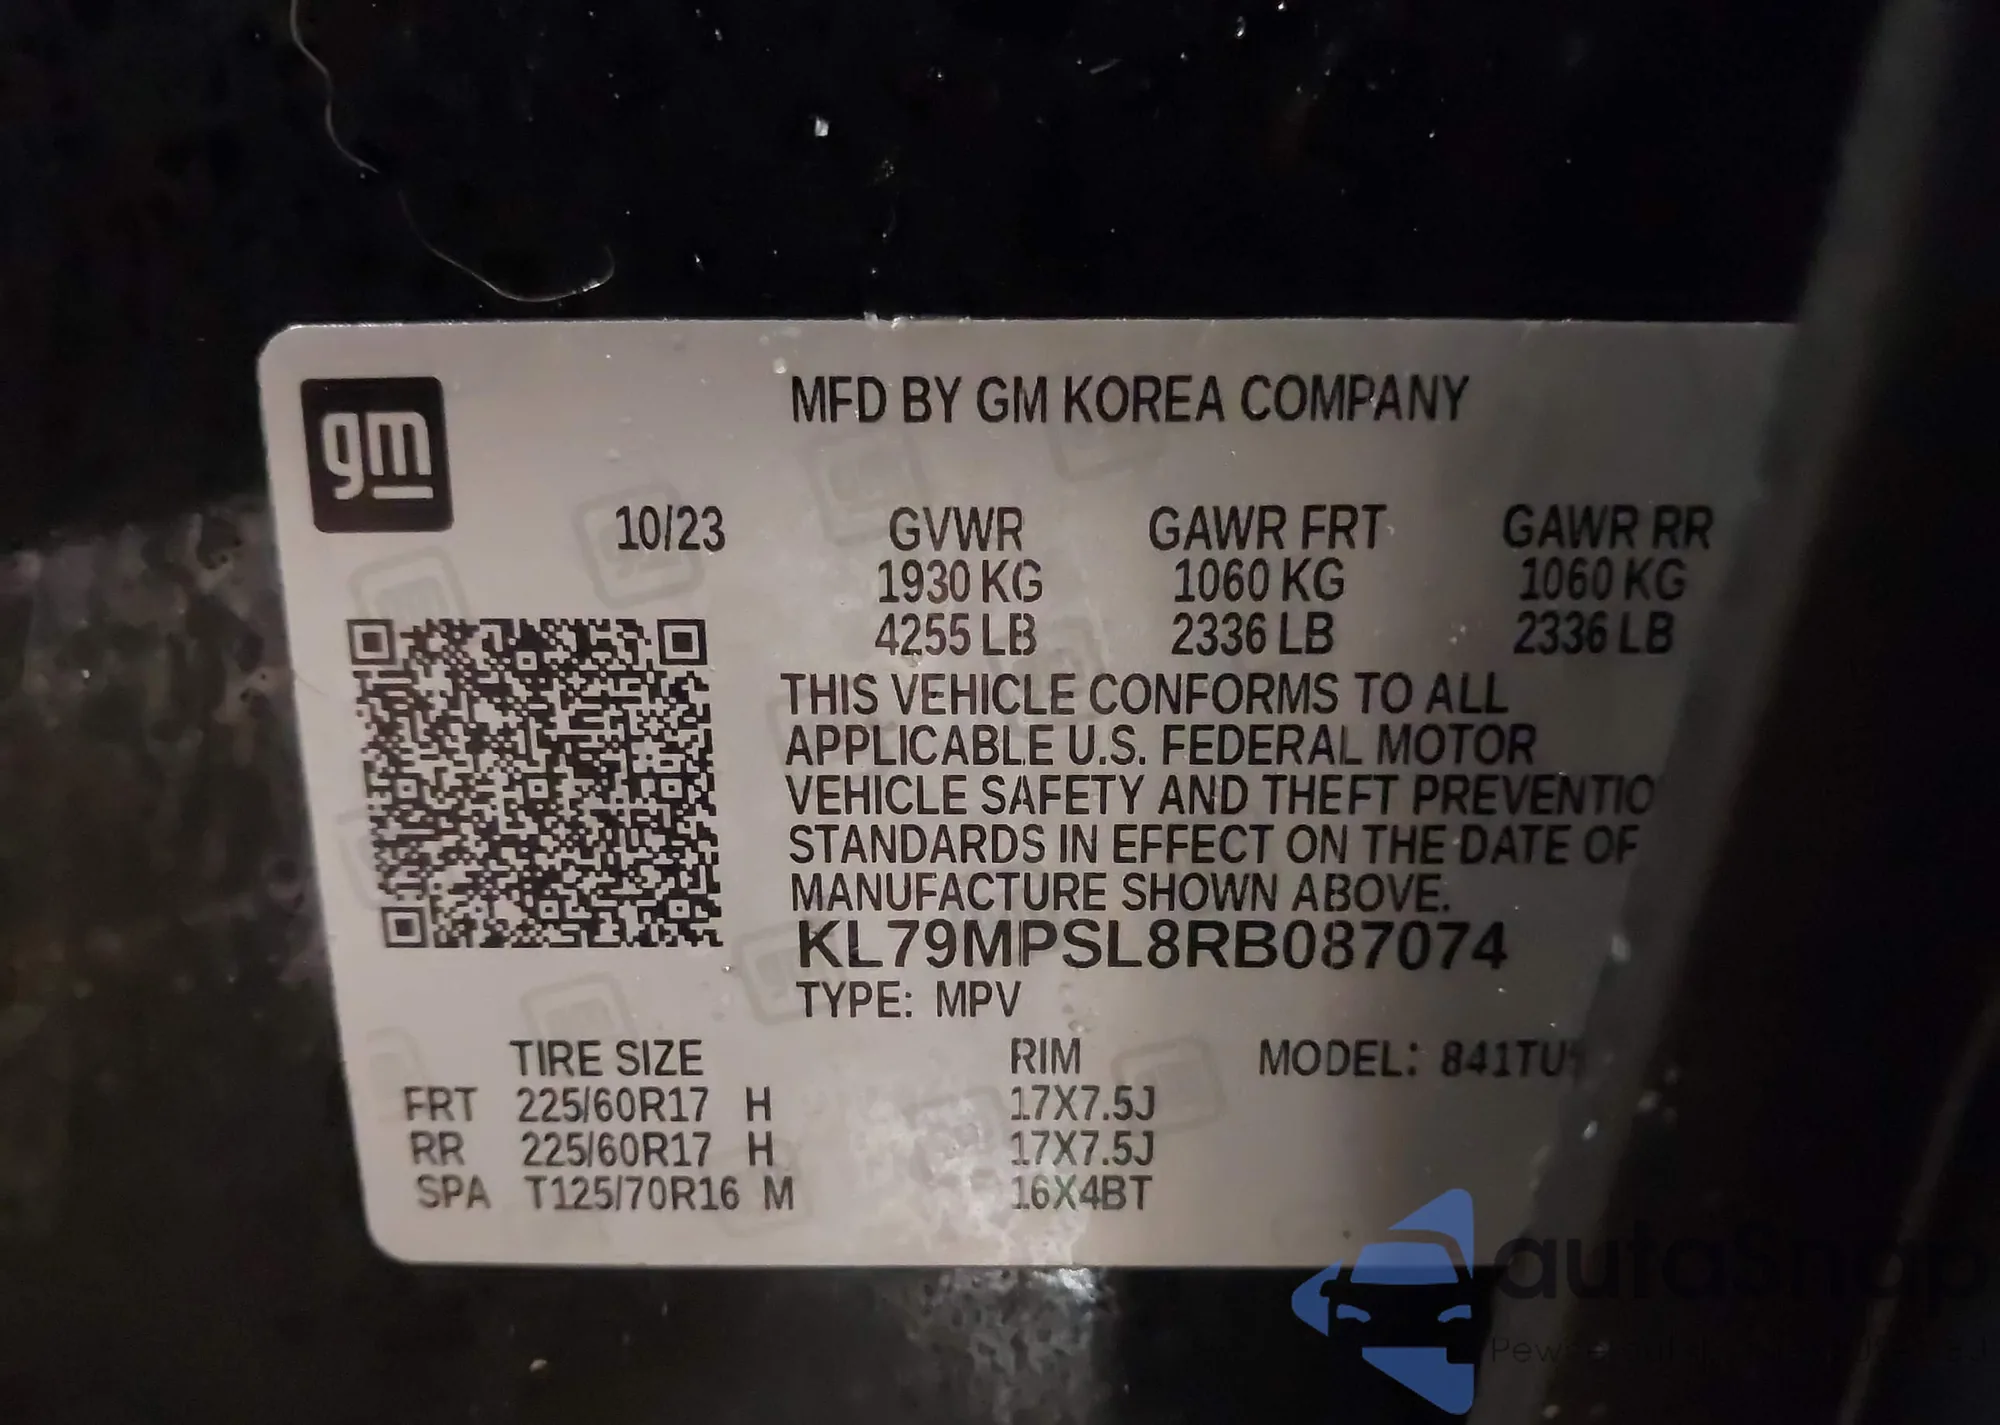 gm
MFD BY GM KOREA COMPANY
10/23 GVWR GAWR FRT GAWR RR
1930 KG 1060 KG 1060 KG
4255 LB 2336 LB 2336 LB
THIS VEHICLE CONFORMS TO ALL
APPLICABLE U.S. FEDERAL MOTOR
VEHICLE SAFETY AND THEFT PREVENTIO
STANDARDS IN EFFECT ON THE DATE OF
MANUFACTURE SHOWN ABOVE.
KL79MPSL8RB087074
TYPE: MPV
TIRE SIZE RIM MODEL:
FRT 225/60R17 H 17X7.5J
RR 225/60R17 H 17X7.5J
SPA T125/70R16 M 16X4BT
autosnap